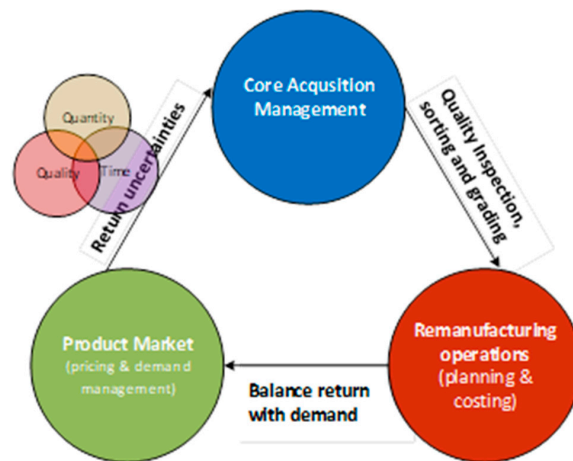 Core Acqusition
Management
Quantity
Quality
Time
Return uncertainties
Quality Inspection,
sorting and grading
Product Market
(pricing & demand
management)
Remanufacturing
operations
(planning &
costing)
Balance return
with demand